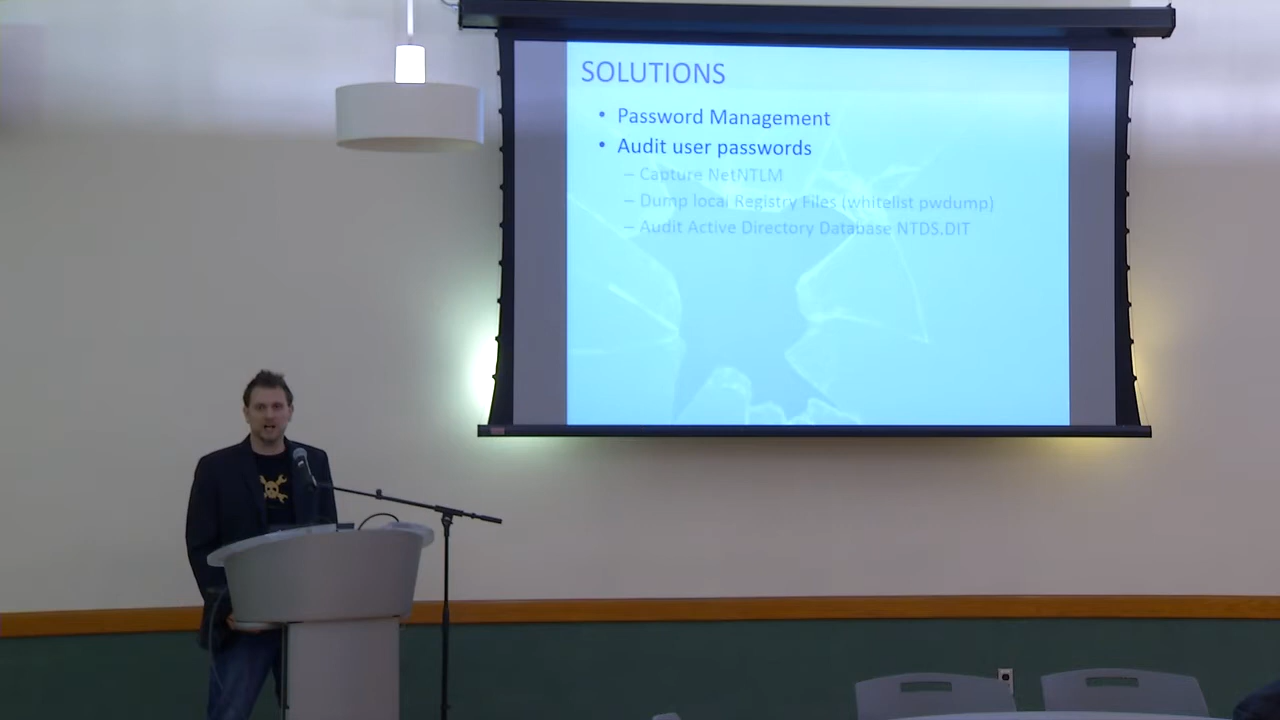 SOLUTIONS
• Password Management
• Audit user passwords
– Capture NetNTLM
– Dump local Registry Files (whitelist pwdump)
– Audit Active Directory Database NTDS.DIT